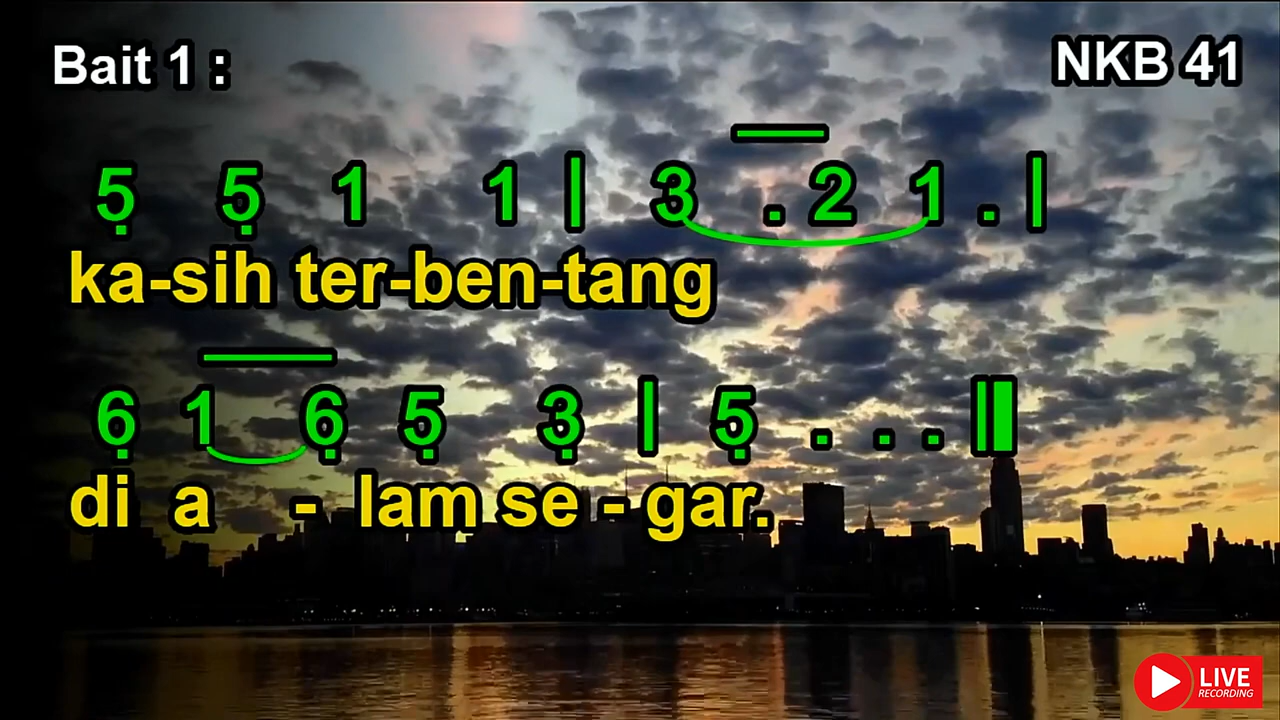 Bait 1 :
NKB 41
5̣ 5̣ 1 1 | 3 . 2 1 . |
ka-sih ter-ben-tang
6̣ 1 6̣ 5̣ 3̣ | 5̣ . . . ||
di a - lam se - gar.
LIVE
RECORDING